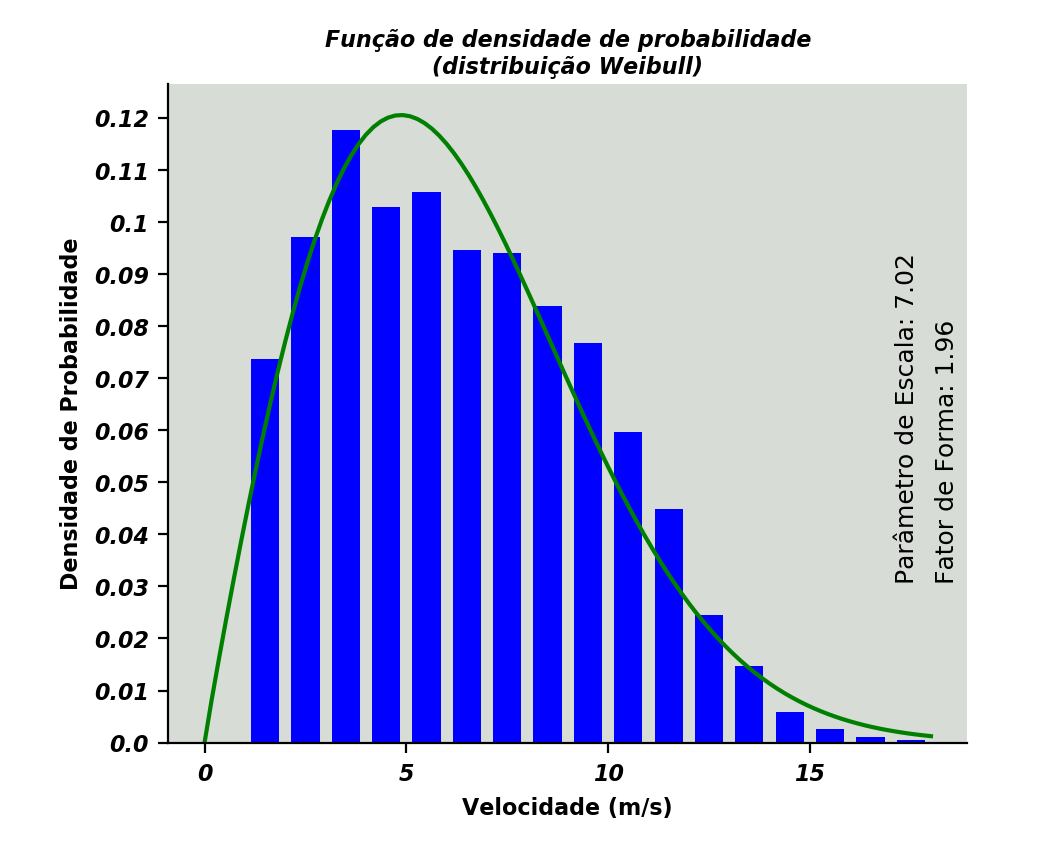 Função de densidade de probabilidade
(distribuição Weibull)
Densidade de Probabilidade
0.12
0.11
0.1
0.09
0.08
0.07
0.06
0.05
0.04
0.03
0.02
0.01
0.0
Parâmetro de Escala: 7.02
Fator de Forma: 1.96
0 5 10 15
Velocidade (m/s)